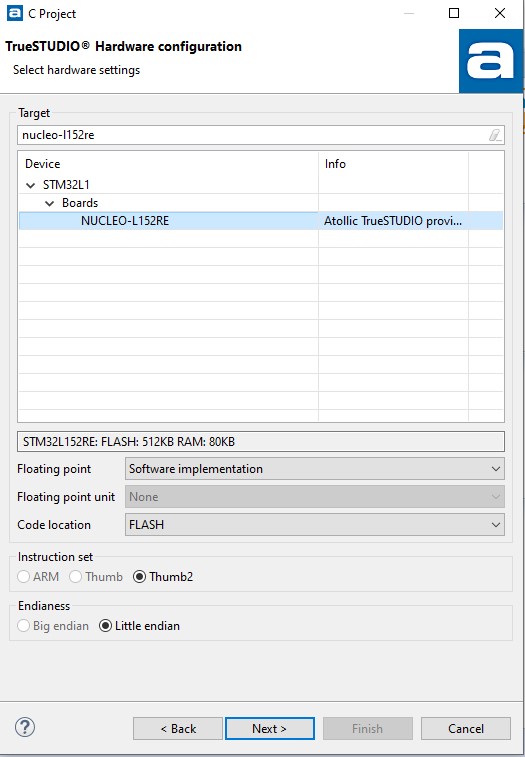 C Project
TrueSTUDIO® Hardware configuration
Select hardware settings
a
Target
nucleo-l152re
Device Info
STM32L1
Boards
NUCLEO-L152RE Atollic TrueSTUDIO provi...
STM32L152RE: FLASH: 512KB RAM: 80KB
Floating point Software implementation
Floating point unit None
Code location FLASH
Instruction set
ARM Thumb Thumb2
Endianess
Big endian Little endian
? < Back Next > Finish Cancel